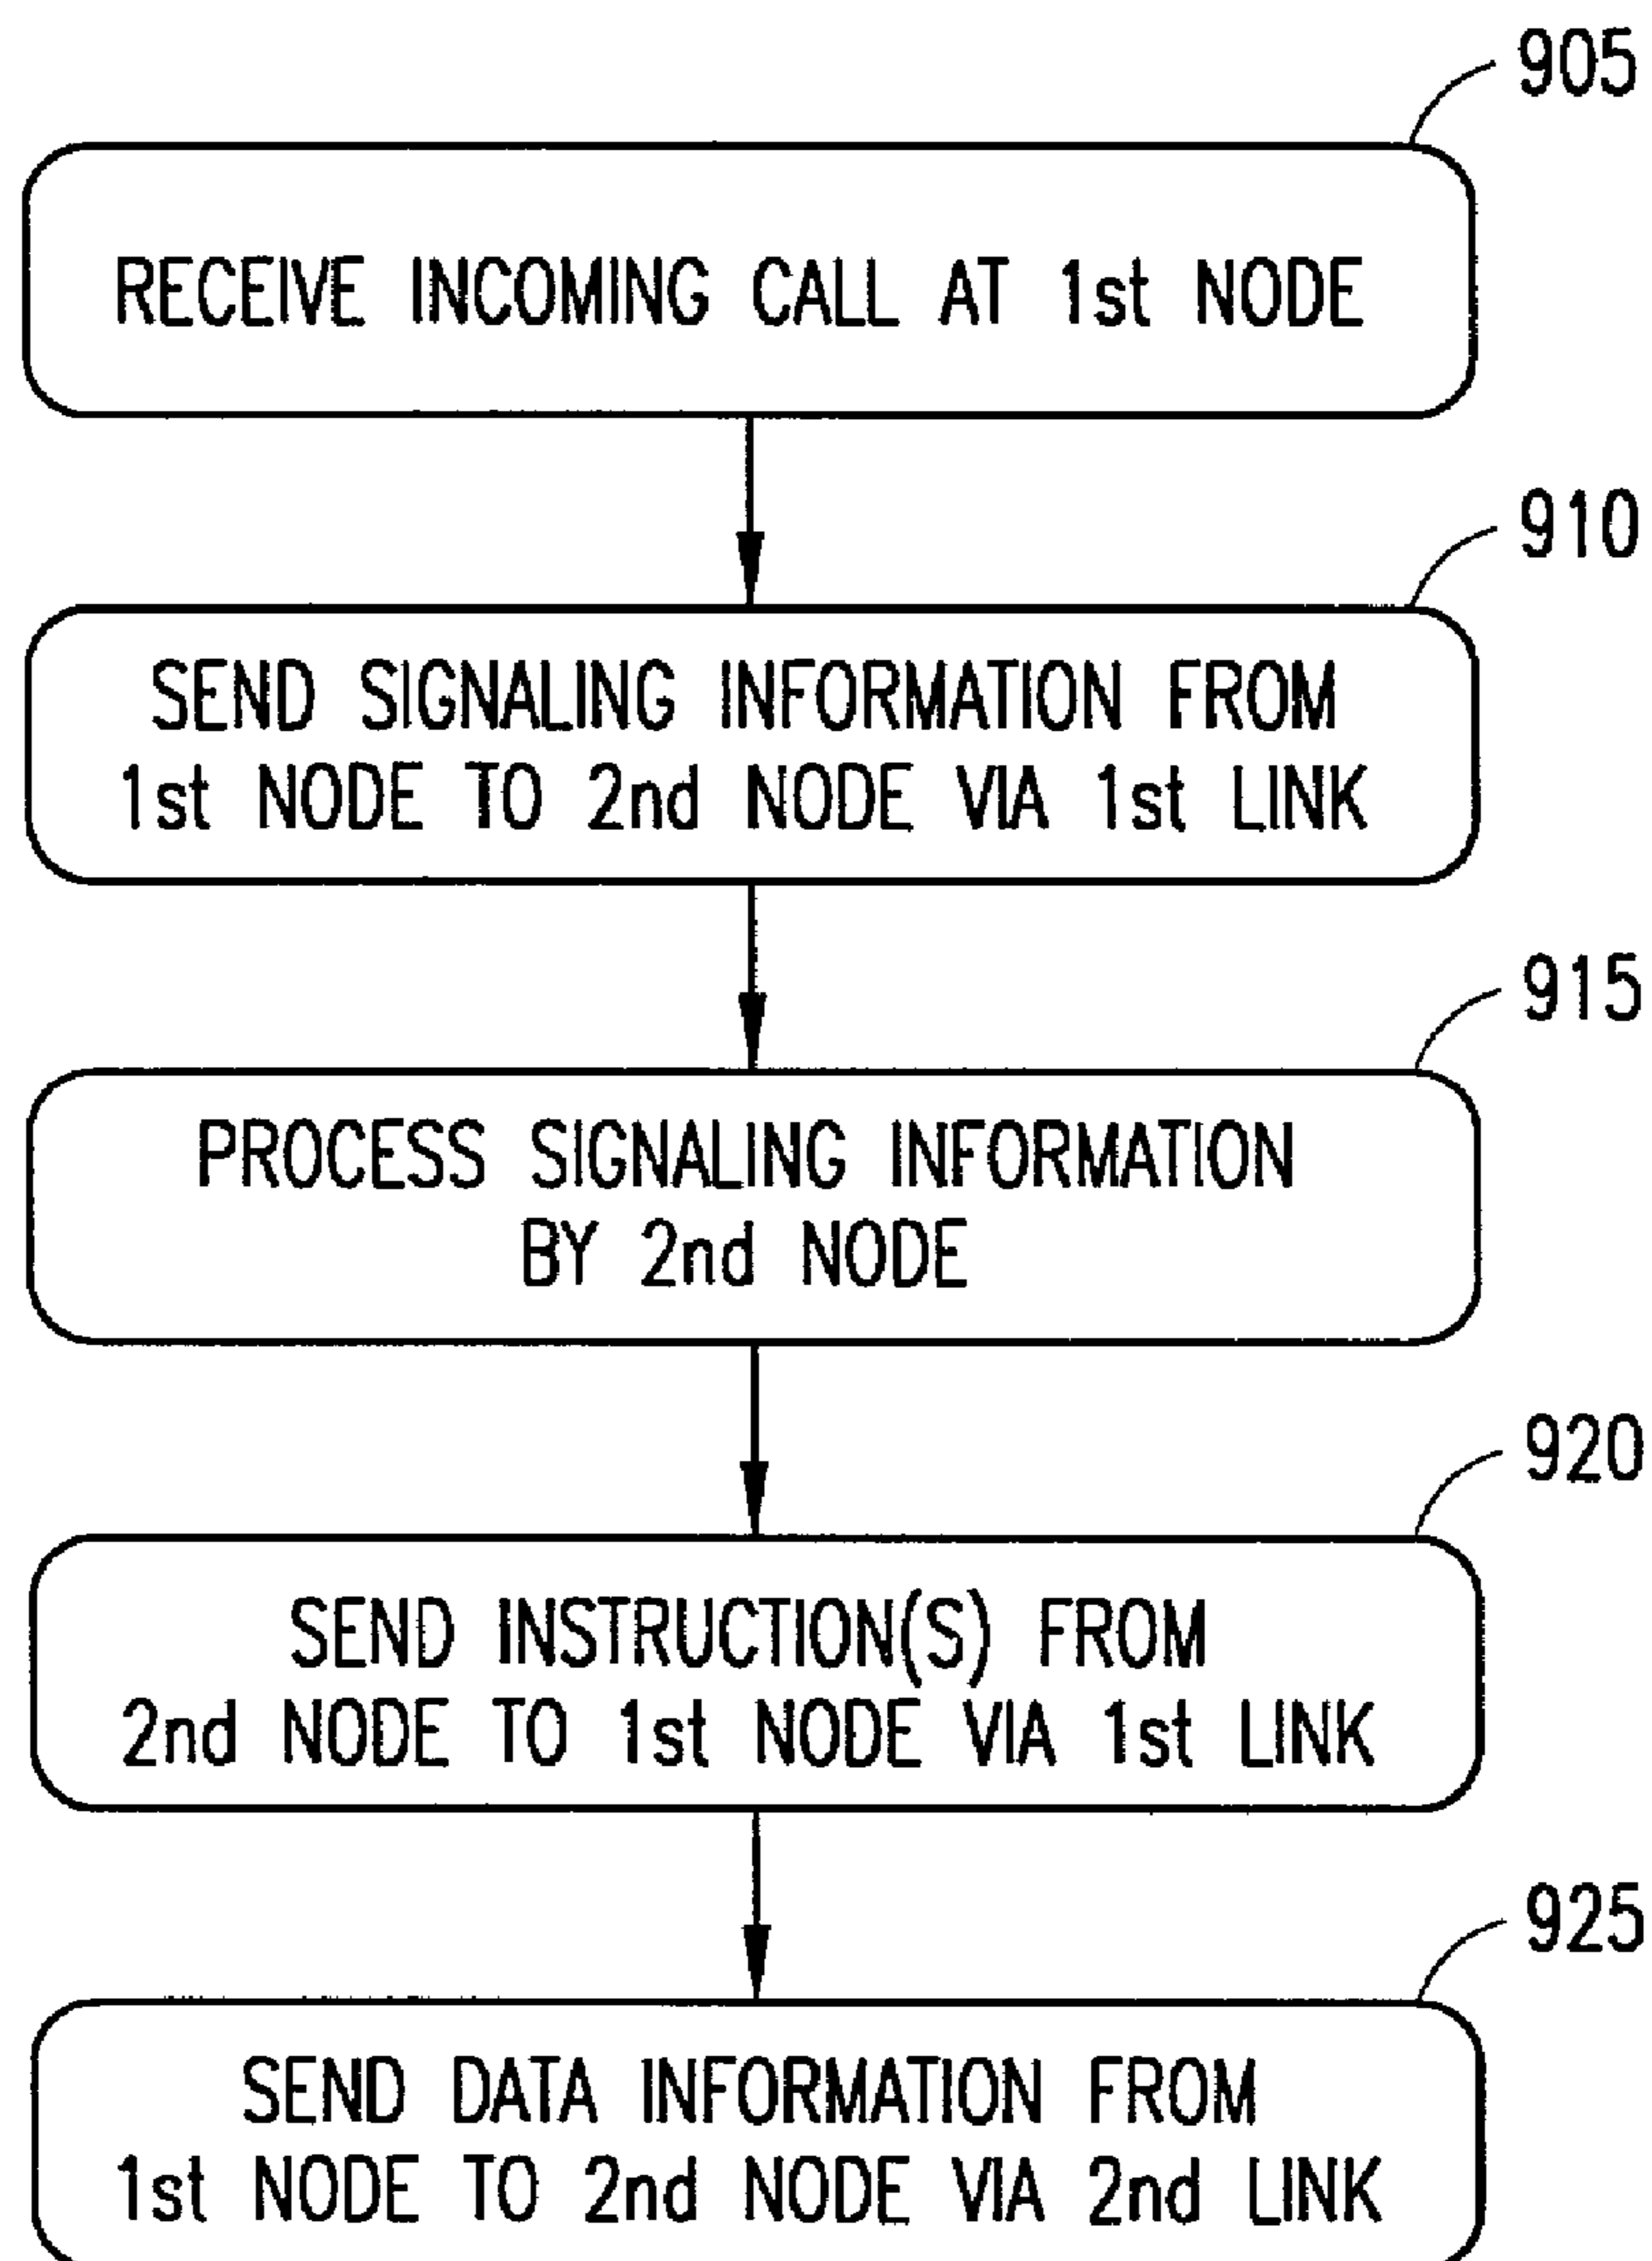 905
RECEIVE INCOMING CALL AT 1st NODE
910
SEND SIGNALING INFORMATION FROM
1st NODE TO 2nd NODE VIA 1st LINK
915
PROCESS SIGNALING INFORMATION
BY 2nd NODE
920
SEND INSTRUCTION(S) FROM
2nd NODE TO 1st NODE VIA 1st LINK
925
SEND DATA INFORMATION FROM
1st NODE TO 2nd NODE VIA 2nd LINK